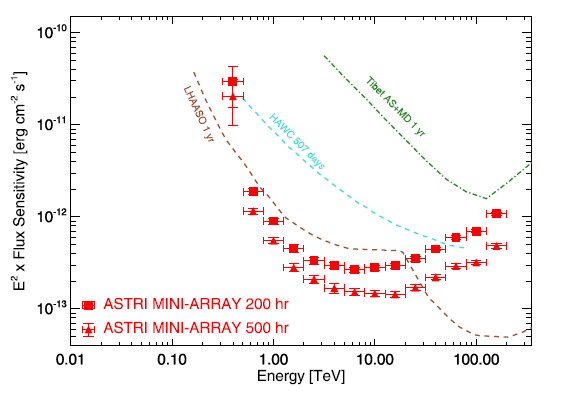 10⁻¹⁰
10⁻¹¹
10⁻¹²
10⁻¹³
E² x Flux Sensitivity [erg cm⁻² s⁻¹]
LHAASO 1 yr
HAWC 507 days
Tibet AS+MD 1 yr
ASTRI MINI-ARRAY 200 hr
ASTRI MINI-ARRAY 500 hr
0.01 0.10 1.00 10.00 100.00
Energy [TeV]